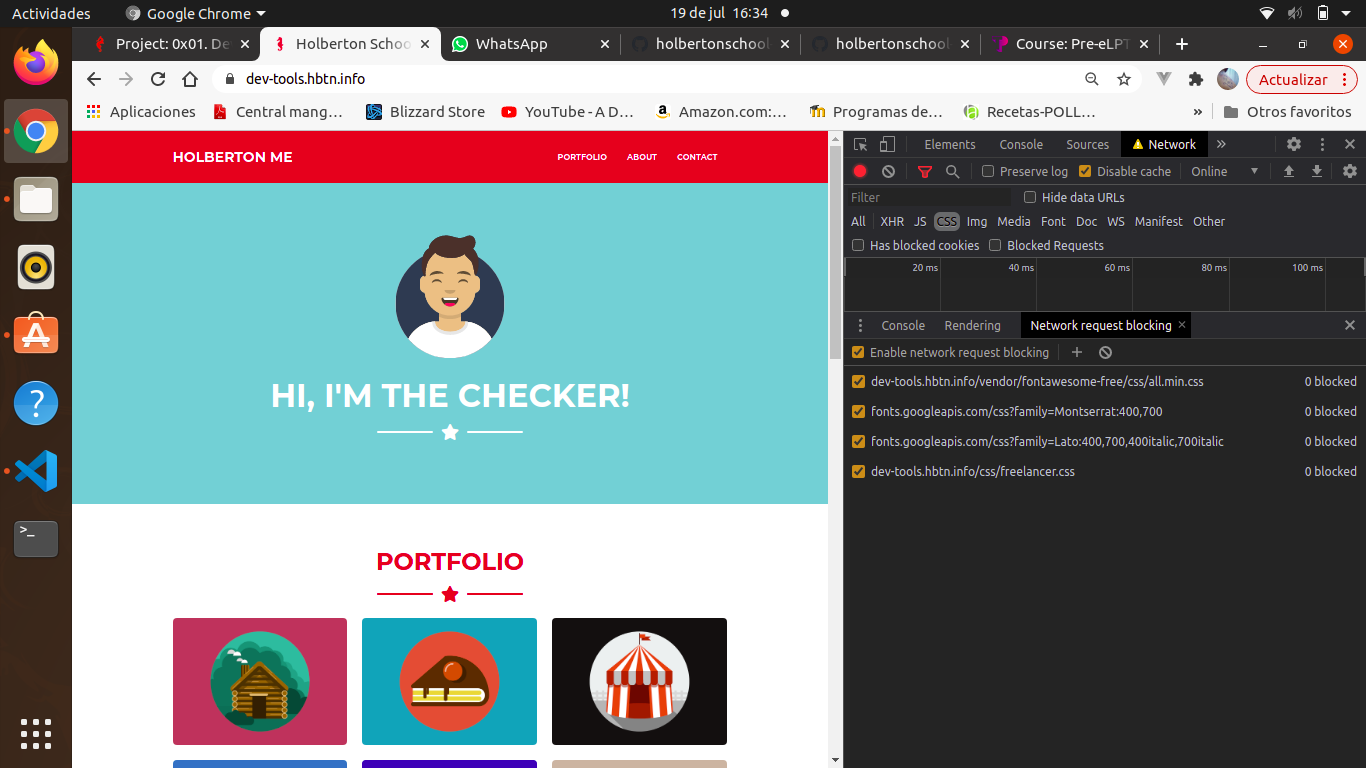 Actividades Google Chrome 19 de jul 16:34
Project: 0x01. De Holberton Schoo WhatsApp holbertonschool holbertonschool Course: Pre-eLPT
dev-tools.hbtn.info Actualizar
Aplicaciones Central mang… Blizzard Store YouTube - A D… Amazon.com:… Programas de… Recetas-POLL… » Otros favoritos
HOLBERTON ME PORTFOLIO ABOUT CONTACT
HI, I'M THE CHECKER!
PORTFOLIO
Elements Console Sources Network »
Preserve log Disable cache Online
Filter Hide data URLs
All XHR JS CSS Img Media Font Doc WS Manifest Other
Has blocked cookies Blocked Requests
20 ms 40 ms 60 ms 80 ms 100 ms
Console Rendering Network request blocking
Enable network request blocking
dev-tools.hbtn.info/vendor/fontawesome-free/css/all.min.css 0 blocked
fonts.googleapis.com/css?family=Montserrat:400,700 0 blocked
fonts.googleapis.com/css?family=Lato:400,700,400italic,700italic 0 blocked
dev-tools.hbtn.info/css/freelancer.css 0 blocked